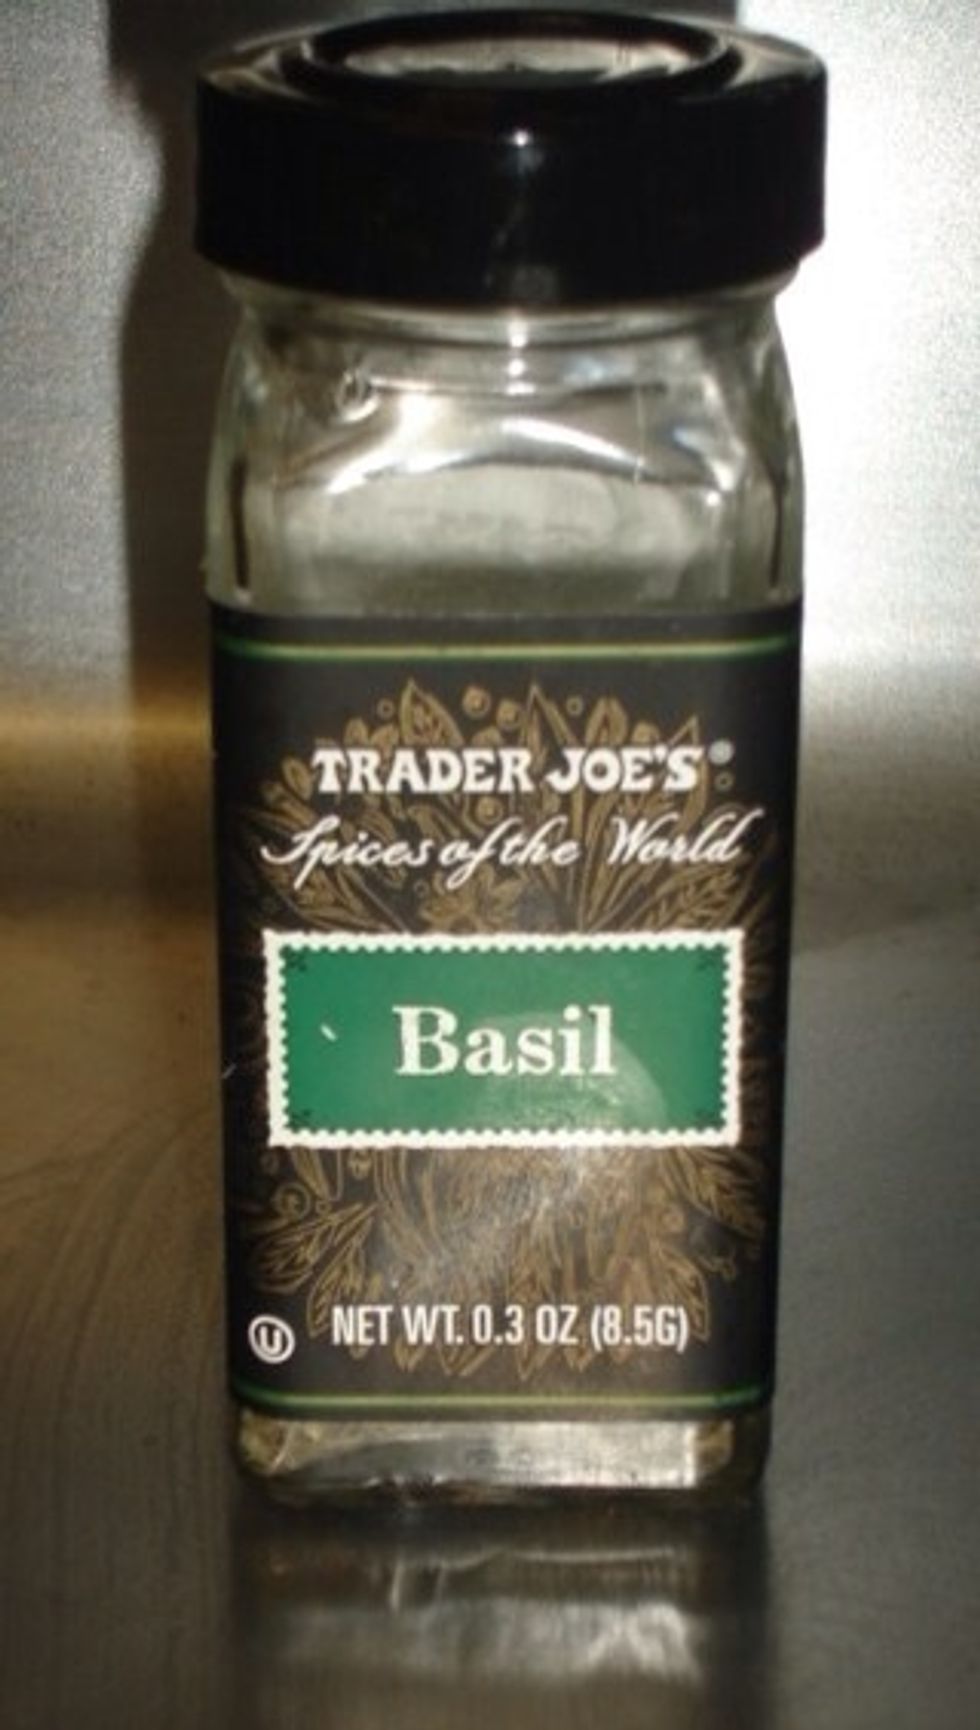 TRADER JOE'S®
Spices of the World
Basil
U NET WT. 0.3 OZ (8.5G)